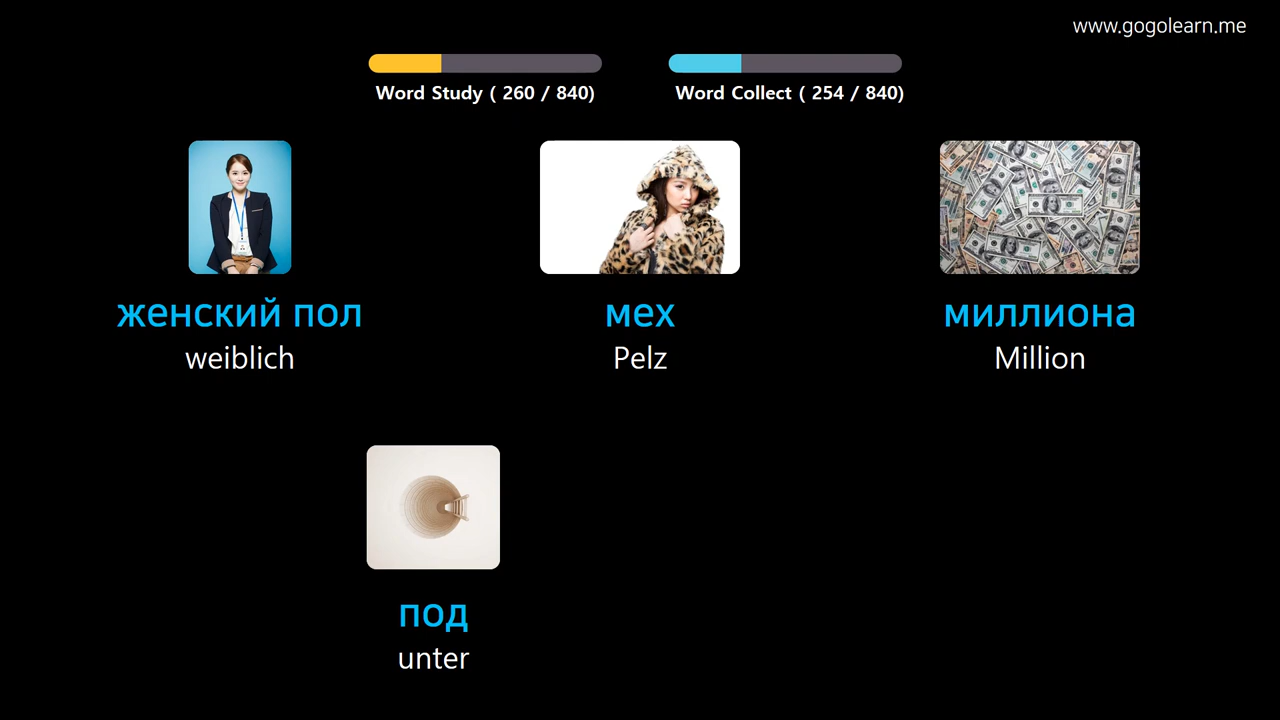 www.gogolearn.me
Word Study ( 260 / 840)
Word Collect ( 254 / 840)
женский пол
weiblich
мех
Pelz
миллиона
Million
под
unter